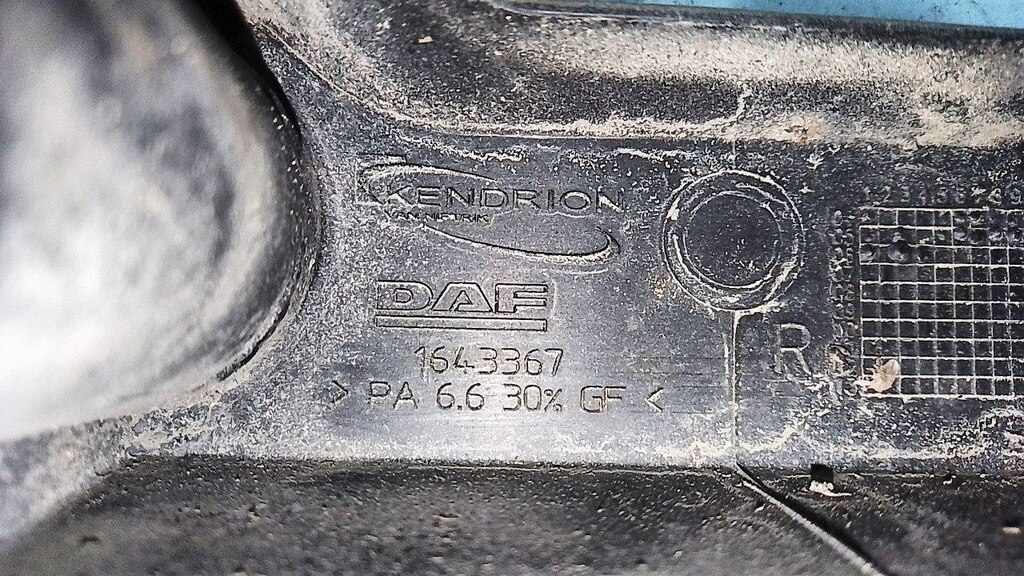 KENDRION
VAN NIFTRIK
DAF
1643367
> PA 6.6 30% GF <
R